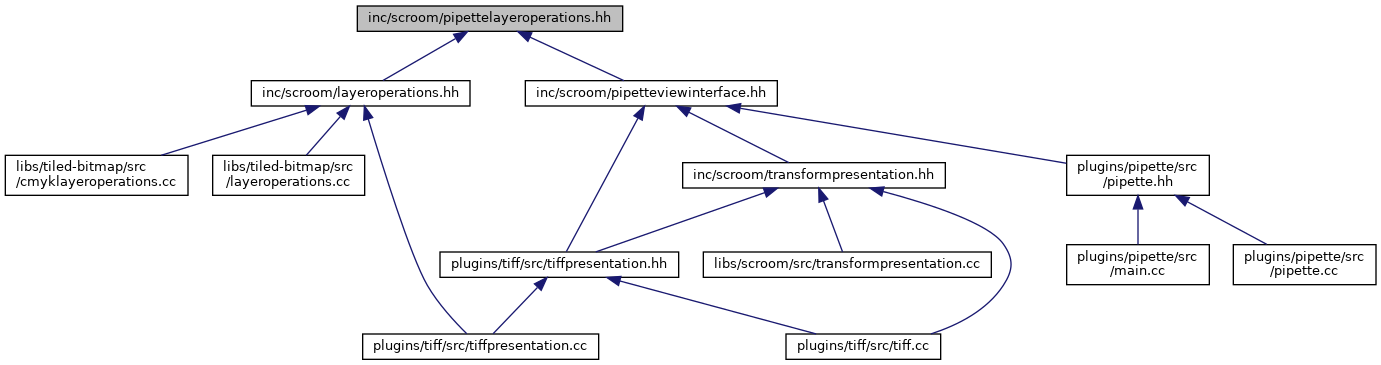 inc/scroom/pipettelayeroperations.hh
inc/scroom/layeroperations.hh
inc/scroom/pipetteviewinterface.hh
libs/tiled-bitmap/src
/cmyklayeroperations.cc
libs/tiled-bitmap/src
/layeroperations.cc
inc/scroom/transformpresentation.hh
plugins/pipette/src
/pipette.hh
plugins/tiff/src/tiffpresentation.hh
libs/scroom/src/transformpresentation.cc
plugins/pipette/src
/main.cc
plugins/pipette/src
/pipette.cc
plugins/tiff/src/tiffpresentation.cc
plugins/tiff/src/tiff.cc